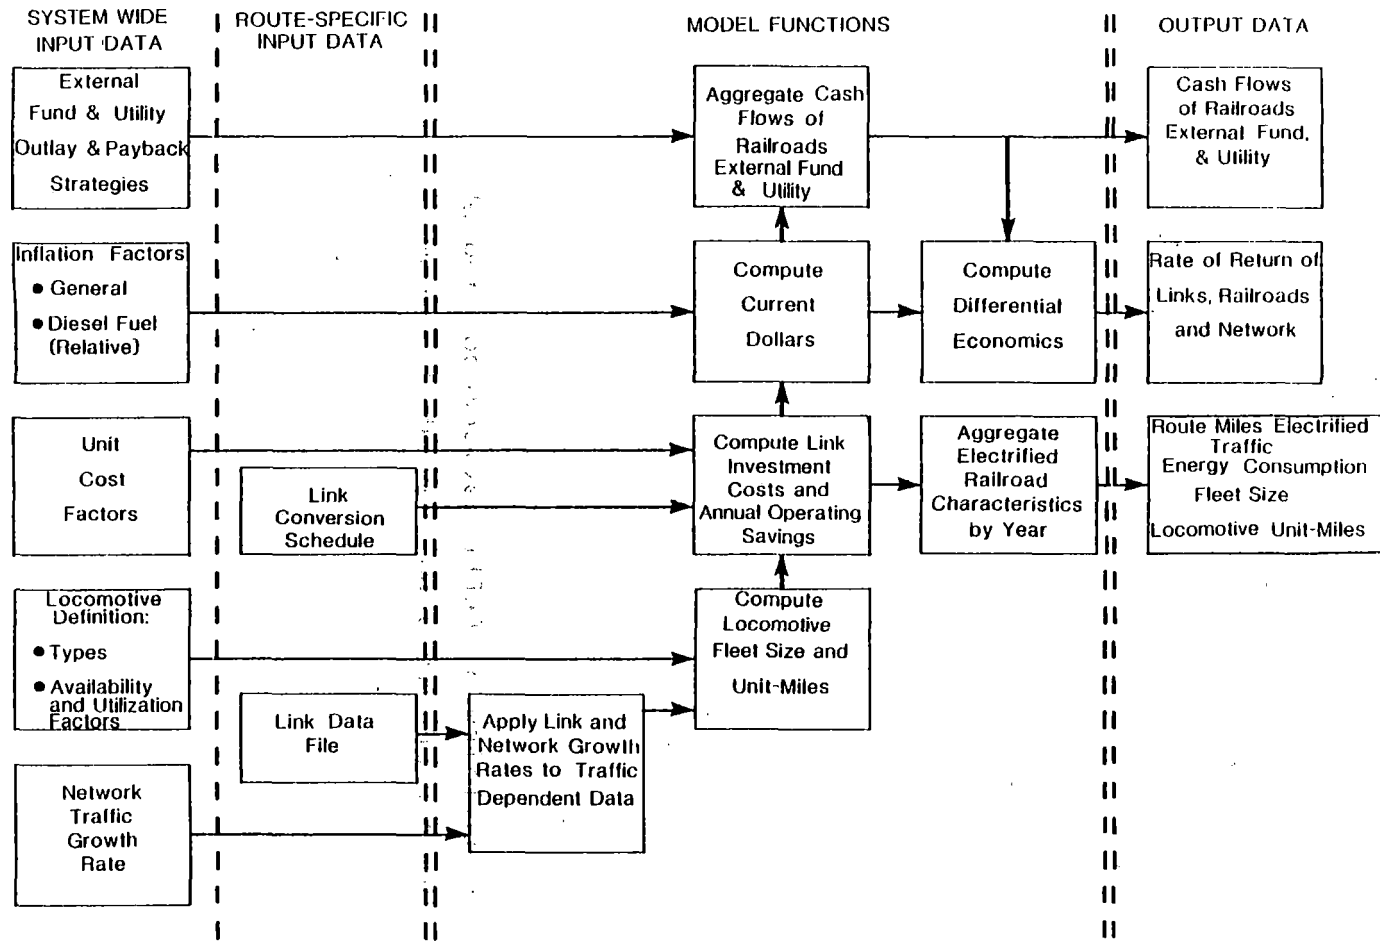 SYSTEM WIDE
INPUT DATA
ROUTE-SPECIFIC
INPUT DATA
MODEL FUNCTIONS
OUTPUT DATA
External
Fund & Utility
Outlay & Payback
Strategies
Aggregate Cash
Flows of
Railroads
External Fund
& Utility
Cash Flows
of Railroads
External Fund,
& Utility
Inflation Factors
● General
● Diesel Fuel
(Relative)
Compute
Current
Dollars
Compute
Differential
Economics
Rate of Return of
Links, Railroads
and Network
Unit
Cost
Factors
Link
Conversion
Schedule
Compute Link
Investment
Costs and
Annual Operating
Savings
Aggregate
Electrified
Railroad
Characteristics
by Year
Route Miles Electrified
Traffic
Energy Consumption
Fleet Size
Locomotive Unit-Miles
Locomotive
Definition:
● Types
● Availability
and Utilization
Factors
Compute
Locomotive
Fleet Size and
Unit-Miles
Link Data
File
Apply Link and
Network Growth
Rates to Traffic
Dependent Data
Network
Traffic
Growth
Rate